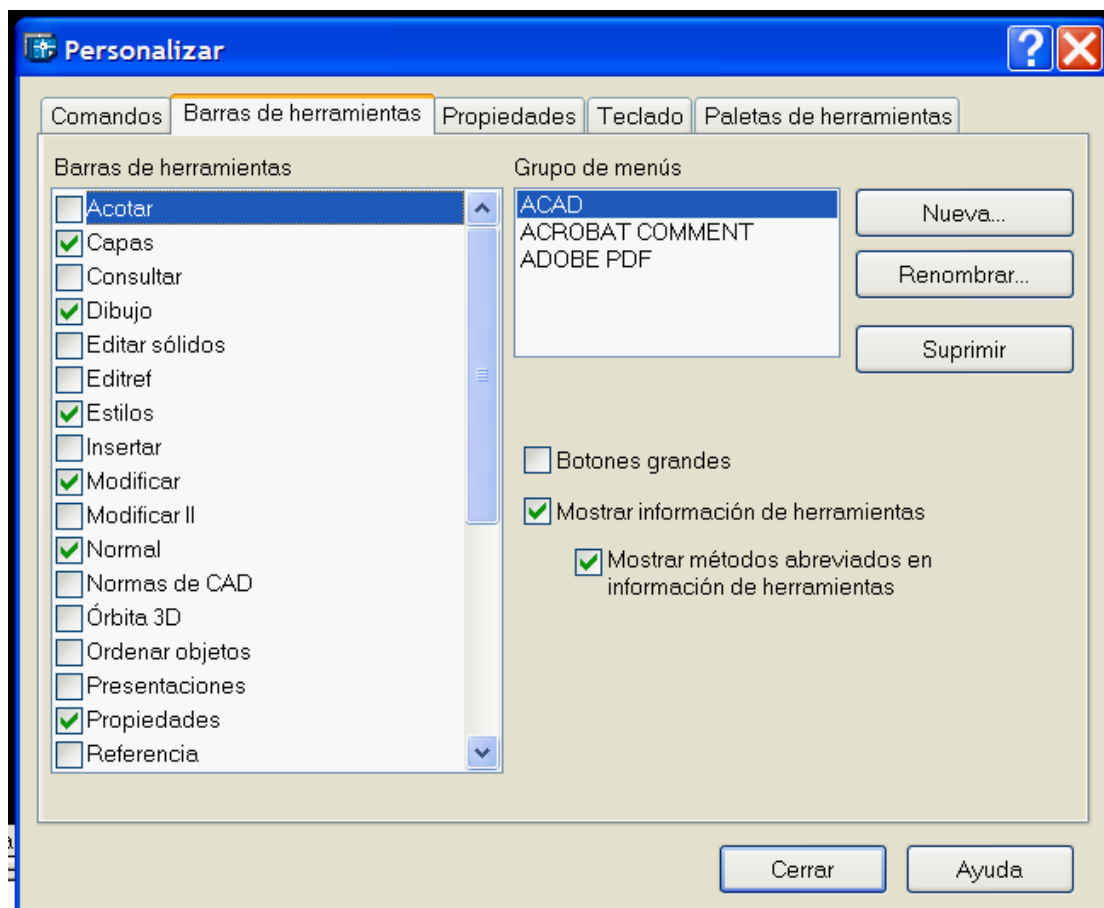 Personalizar
Comandos
Barras de herramientas
Propiedades
Teclado
Paletas de herramientas
Barras de herramientas
Acotar
Capas
Consultar
Dibujo
Editar sólidos
Editref
Estilos
Insertar
Modificar
Modificar II
Normal
Normas de CAD
Órbita 3D
Ordenar objetos
Presentaciones
Propiedades
Referencia
Grupo de menús
ACAD
ACROBAT COMMENT
ADOBE PDF
Nueva...
Renombrar...
Suprimir
Botones grandes
Mostrar información de herramientas
Mostrar métodos abreviados en
información de herramientas
Cerrar
Ayuda